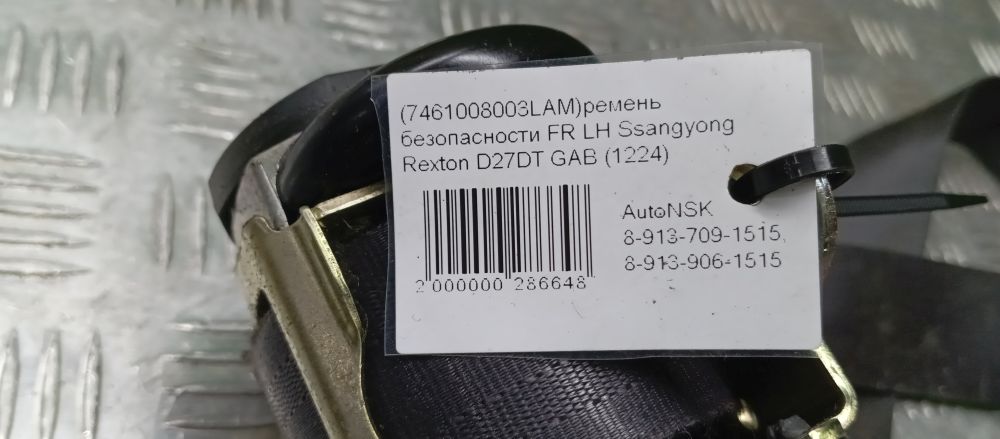 (7461008003LAM)ремень
безопасности FR LH Ssangyong
Rexton D27DT GAB (1224)
AutoNSK
8-913-709-1515,
8-913-906-1515
2 000000 286648